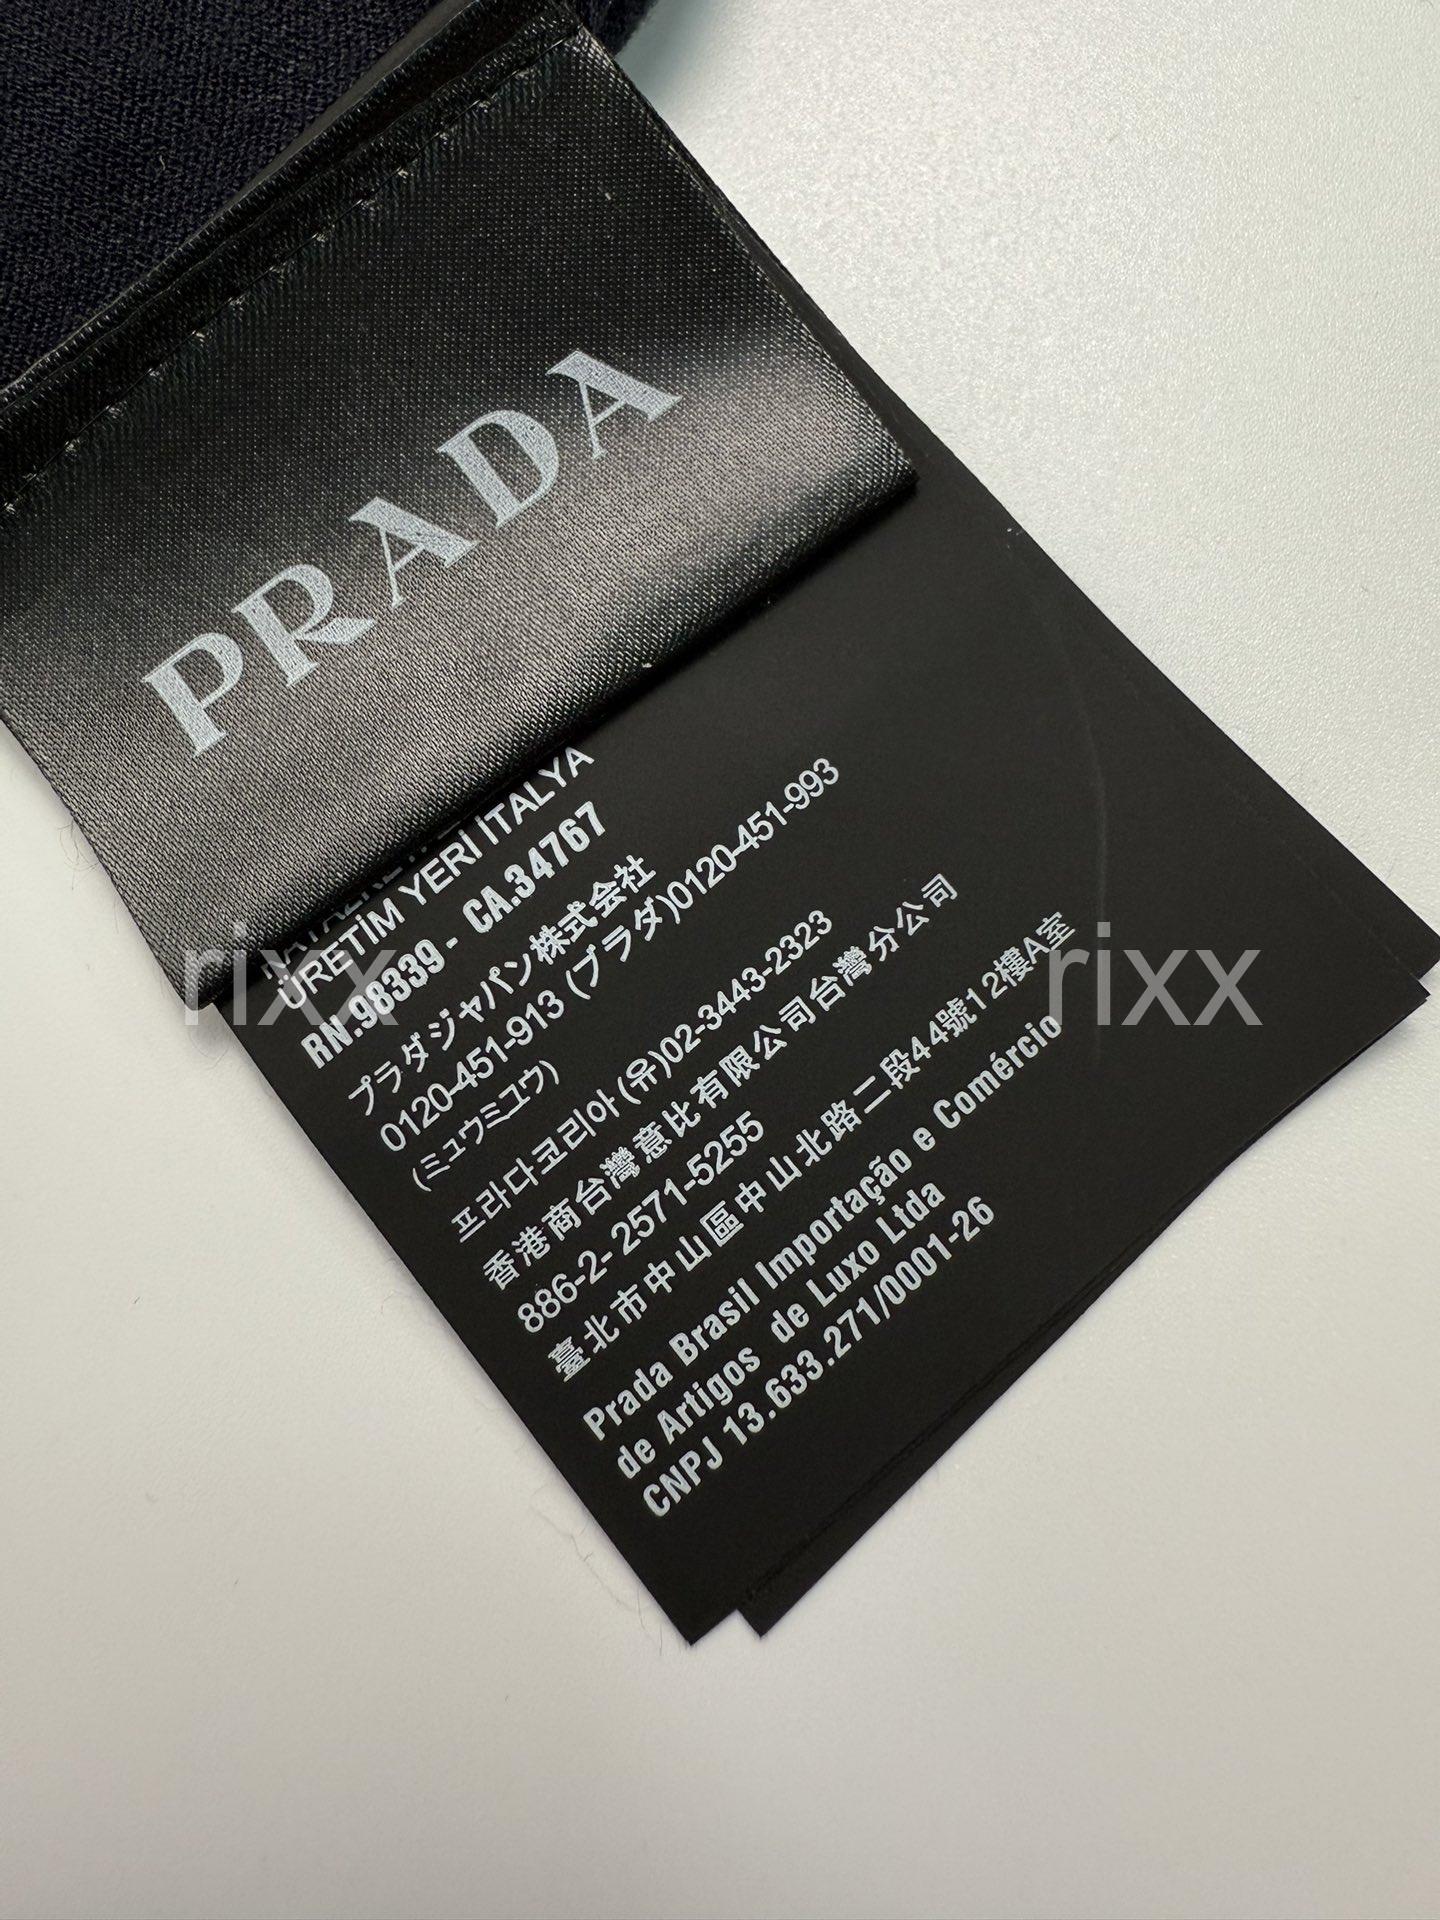 PRADA
ÜRETİM YERİ İTALYA
RN.98339 - CA.34767
プラダジャパン株式会社
0120-451-913 (プラダ)0120-451-993
(ミュウミュウ)
프라다코리아 (유)02-3443-2323
香港商台灣意比有限公司台灣分公司
886-2- 2571-5255
臺北市中山區中山北路二段44號12樓A室
Prada Brasil Importação e Comércio
de Artigos de Luxo Ltda
CNPJ 13.633.271/0001-26
rixx
rixx